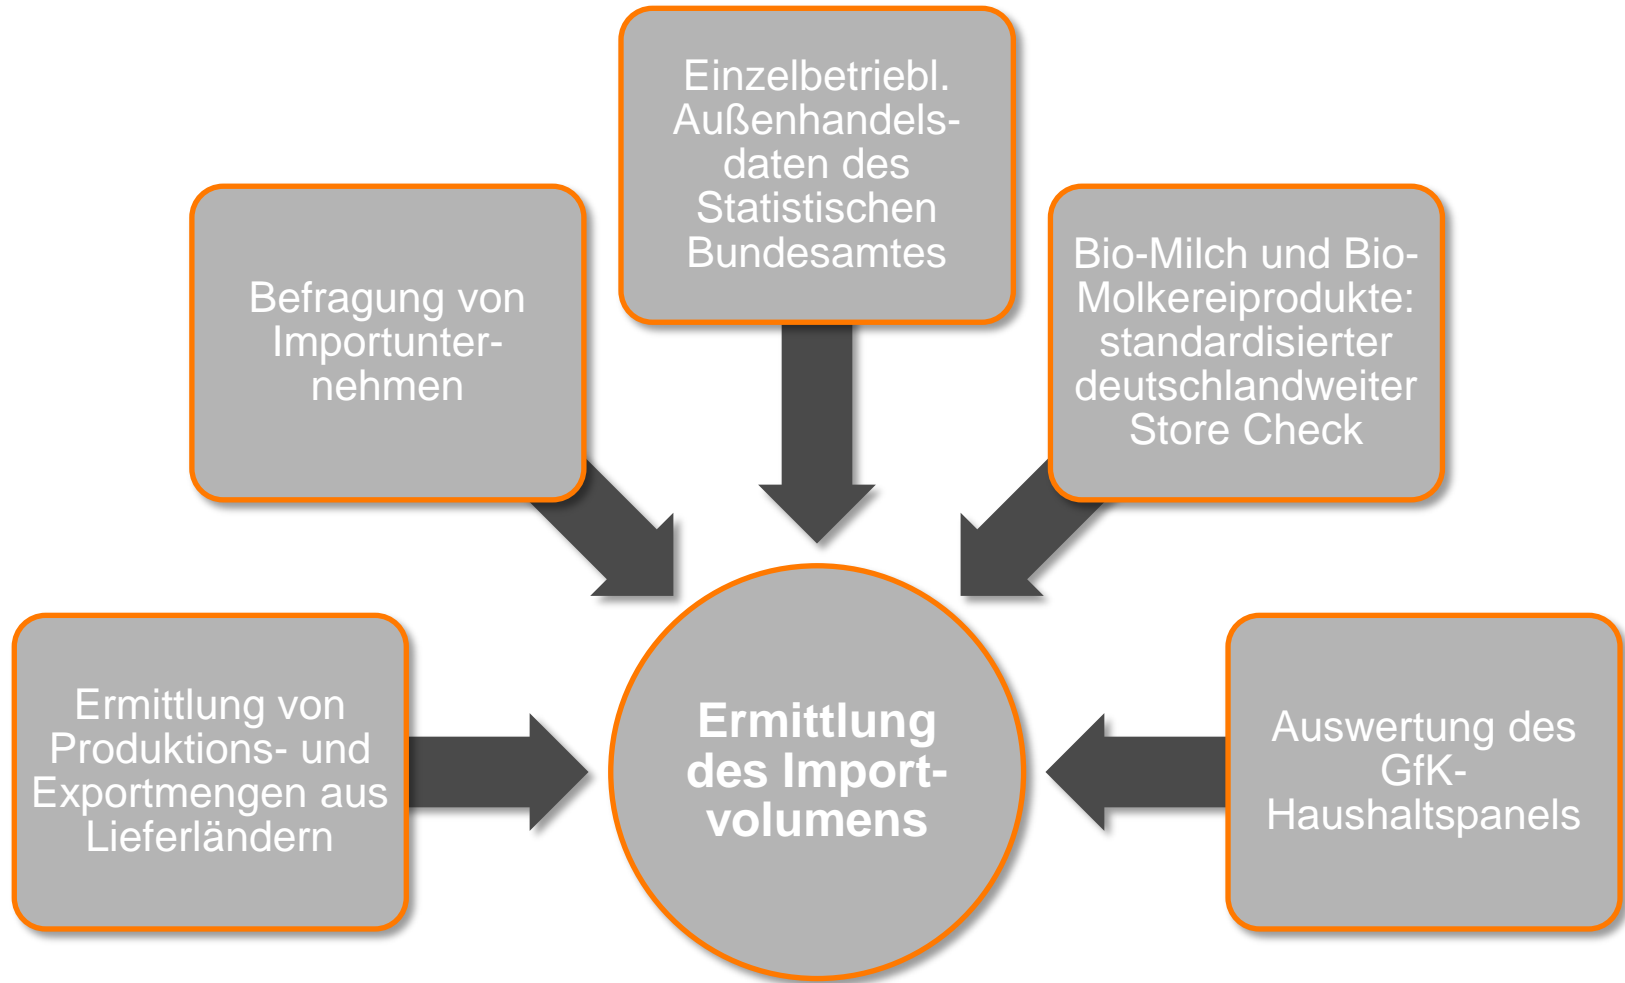 Einzelbetriebl.
Außenhandels-
daten des
Statistischen
Bundesamtes
Befragung von
Importunter-
nehmen
Bio-Milch und Bio-
Molkereiprodukte:
standardisierter
deutschlandweiter
Store Check
Ermittlung von
Produktions- und
Exportmengen aus
Lieferländern
Ermittlung
des Import-
volumens
Auswertung des
GfK-
Haushaltspanels